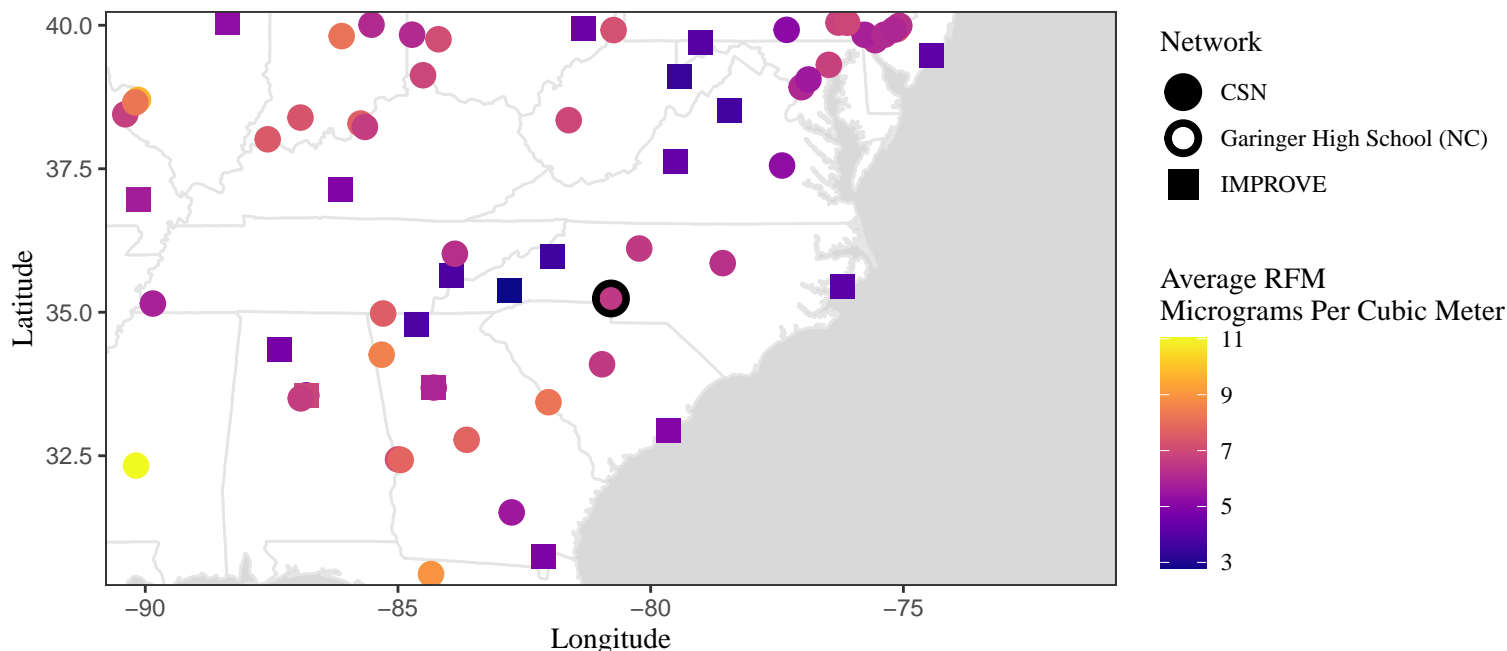 40.0
37.5
35.0
32.5
Latitude
−90
−85
−80
−75
Longitude
Network
CSN
Garinger High School (NC)
IMPROVE
Average RFM
Micrograms Per Cubic Meter
11
9
7
5
3